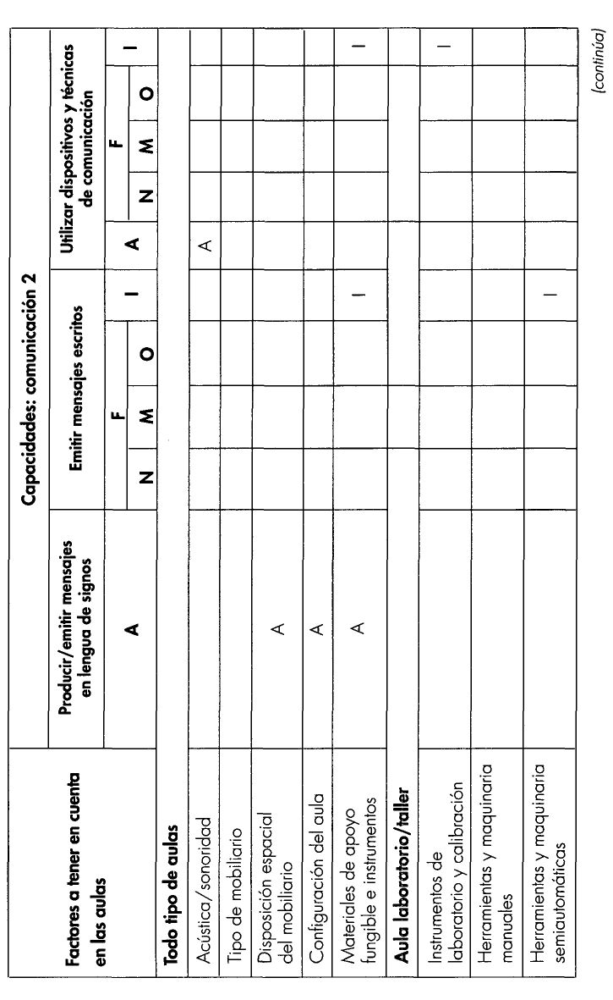 Capacidades: comunicación 2
Factores a tener en cuenta
en las aulas
Producir/emitir mensajes
en lengua de signos
Emitir mensajes escritos
Utilizar dispositivos y técnicas
de comunicación
A
F
I
A
F
I
N M O
N M O
Todo tipo de aulas
Acústica/sonoridad A
Tipo de mobiliario
Disposición espacial
del mobiliario A
Configuración del aula A
Materiales de apoyo
fungible e instrumentos A I I
Aula laboratorio/taller
Instrumentos de
laboratorio y calibración I
Herramientas y maquinaria
manuales
Herramientas y maquinaria
semiautomáticas I
(continúa)